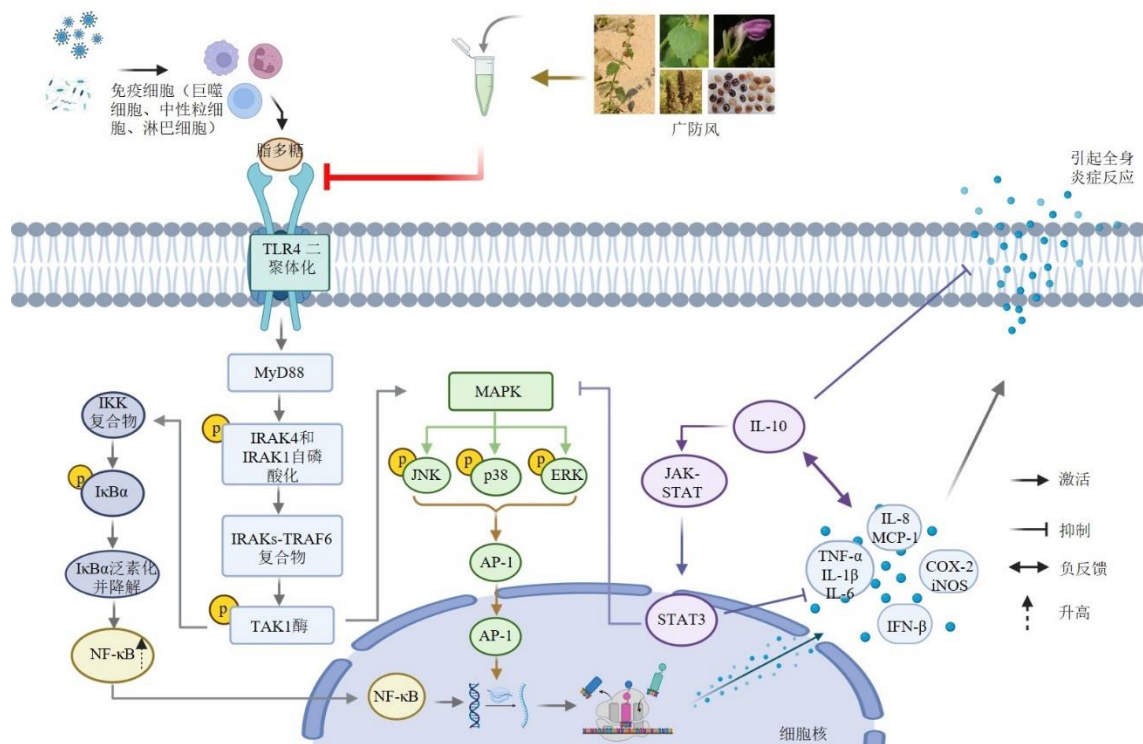 免疫细胞（巨噬
细胞、中性粒细
胞、淋巴细胞）
脂多糖
广防风
引起全身
炎症反应
TLR4 二
聚体化
MyD88
P
IRAK4和
IRAK1自磷
酸化
IRAKs-TRAF6
复合物
P
TAK1酶
IKK
复合物
P
IκBα
IκBα泛素化
并降解
NF-κB
MAPK
P
JNK
P
p38
P
ERK
AP-1
AP-1
NF-κB
IL-10
JAK-
STAT
STAT3
IL-8
MCP-1
TNF-α
IL-1β
IL-6
COX-2
iNOS
IFN-β
细胞核
激活
抑制
负反馈
升高